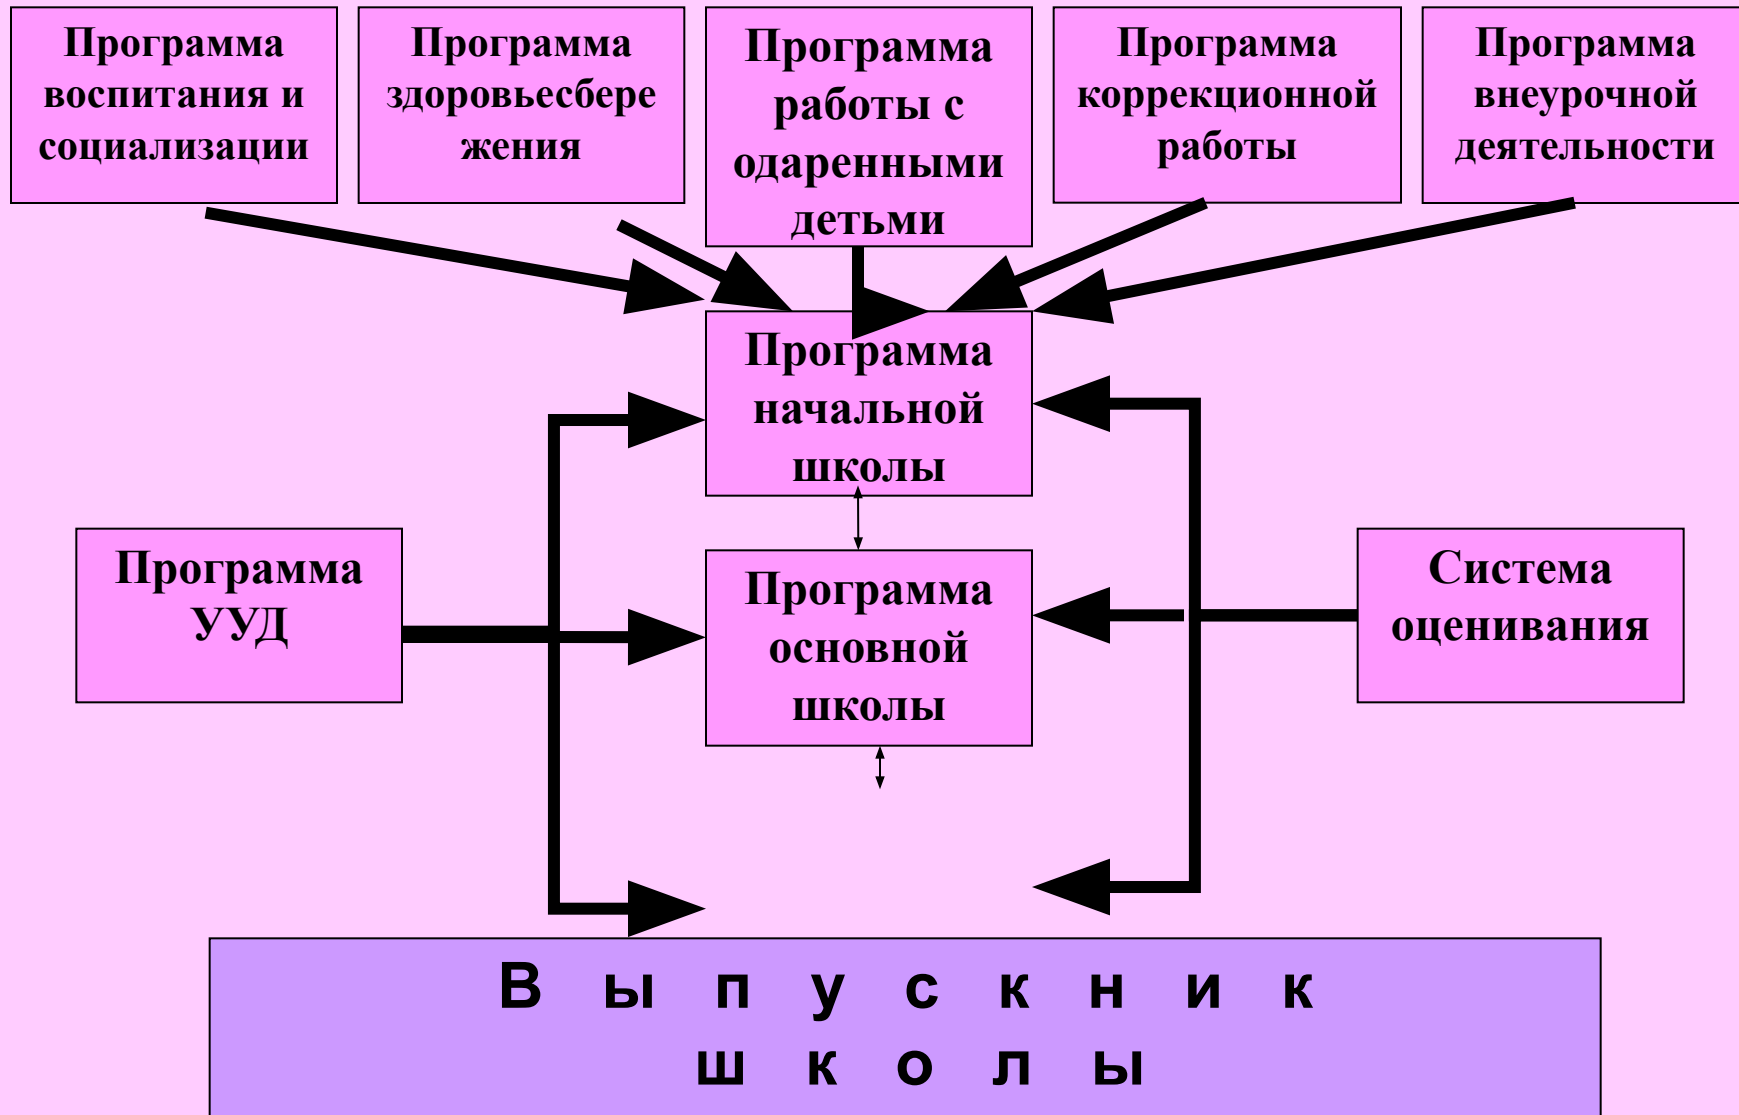 Программа
воспитания и
социализации
Программа
здоровьесбере
жения
Программа
работы с
одаренными
детьми
Программа
коррекционной
работы
Программа
внеурочной
деятельности
Программа
начальной
школы
Программа
УУД
Программа
основной
школы
Система
оценивания
В ы п у с к н и к
ш к о л ы